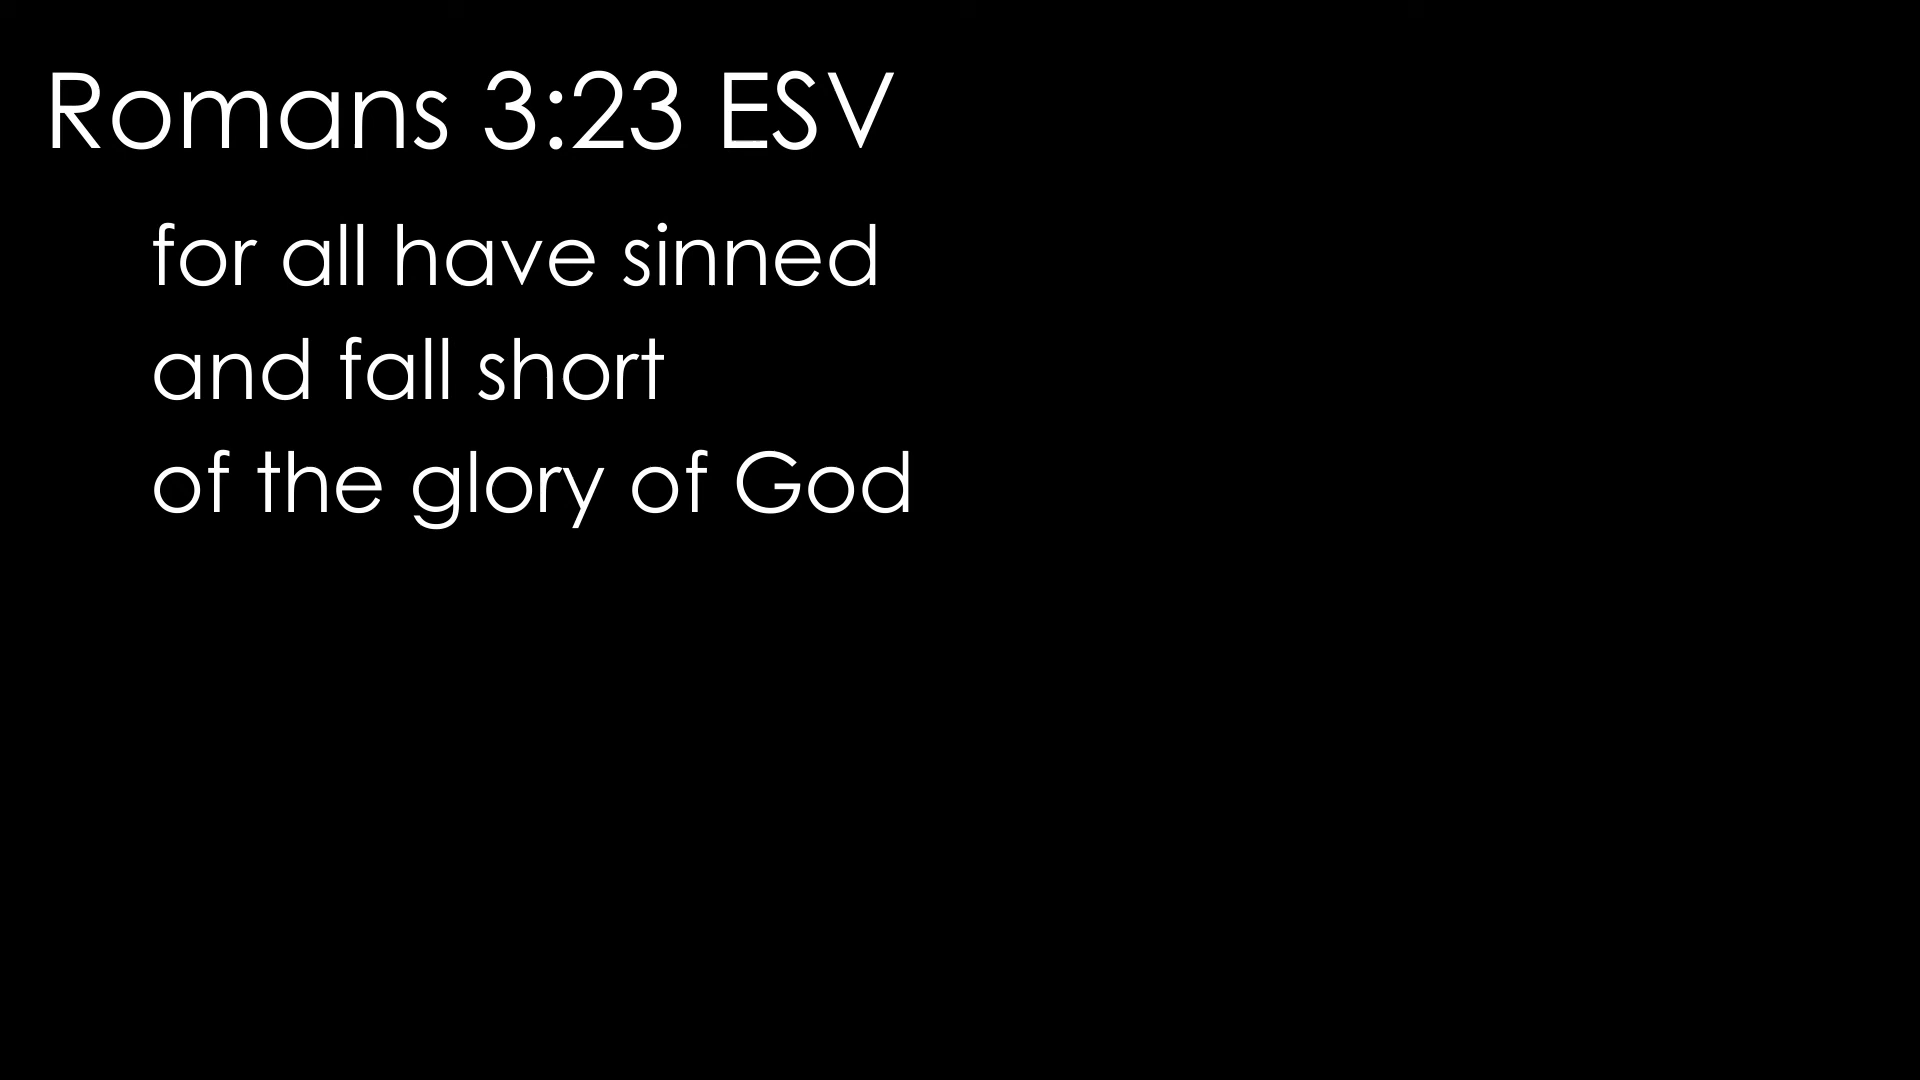 Romans 3:23 ESV
for all have sinned
and fall short
of the glory of God